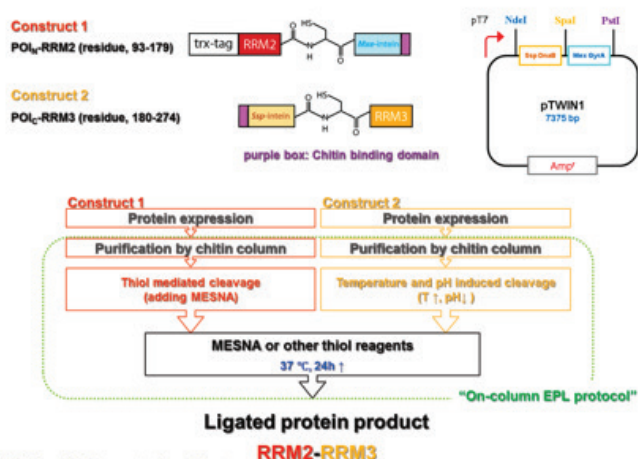 Construct 1
POIN-RRM2 (residue, 93-179)
trx-tag
RRM2
HS
N
H
O
O
Mxe-intein
Construct 2
POIC-RRM3 (residue, 180-274)
Ssp-intein
HS
N
H
O
O
RRM3
purple box: Chitin binding domain
pT7
NdeI
SpaI
PstI
Ssp DnaB
Mex GyrA
pTWIN1
7375 bp
Ampr
Construct 1
Construct 2
Protein expression
Protein expression
Purification by chitin column
Purification by chitin column
Thiol mediated cleavage
(adding MESNA)
Temperature and pH induced cleavage
(T ↑, pH↓ )
MESNA or other thiol reagents
37 ℃, 24h ↑
"On-column EPL protocol"
Ligated protein product
RRM2-RRM3